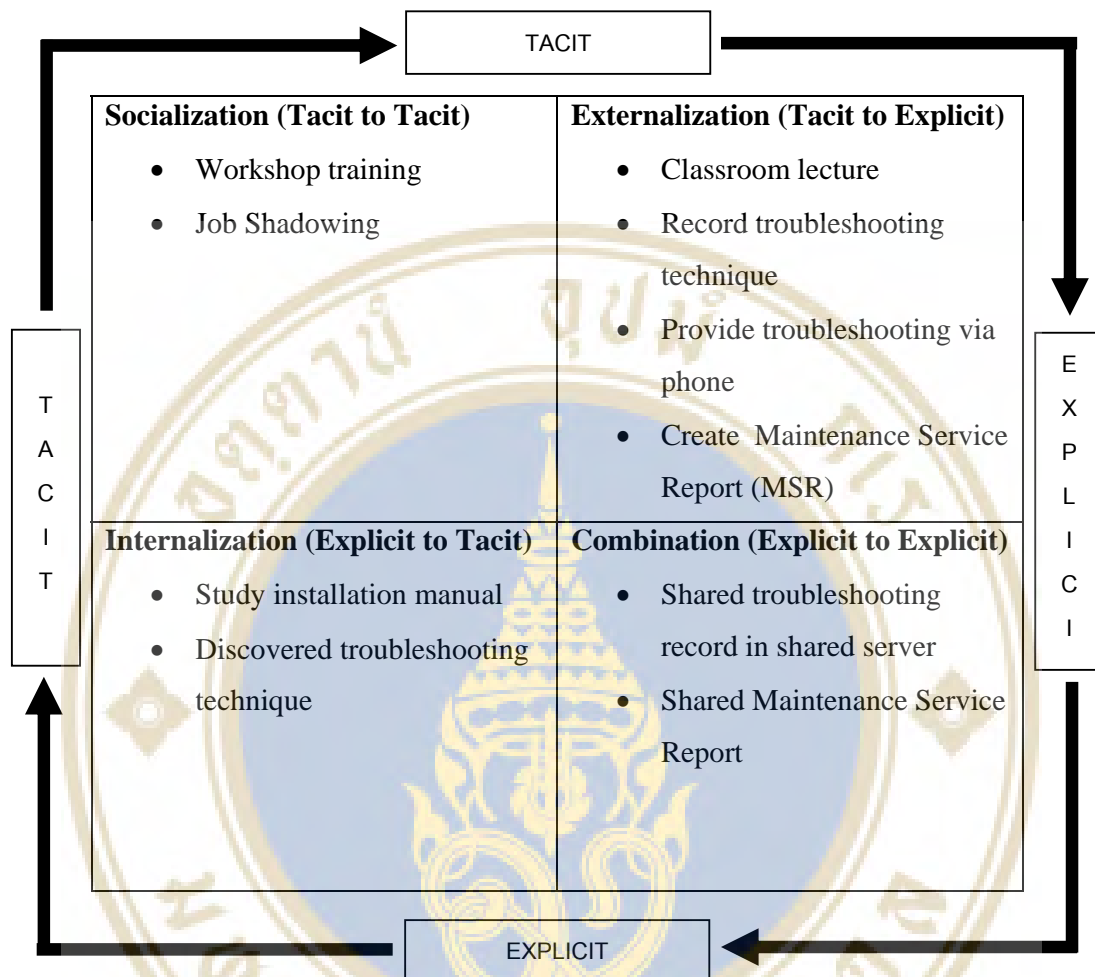 TACIT
Socialization (Tacit to Tacit)
• Workshop training
• Job Shadowing
Externalization (Tacit to Explicit)
• Classroom lecture
• Record troubleshooting
technique
• Provide troubleshooting via
phone
• Create Maintenance Service
Report (MSR)
T
A
C
I
T
E
X
P
L
I
C
I
Internalization (Explicit to Tacit)
• Study installation manual
• Discovered troubleshooting
technique
Combination (Explicit to Explicit)
• Shared troubleshooting
record in shared server
• Shared Maintenance Service
Report
EXPLICIT